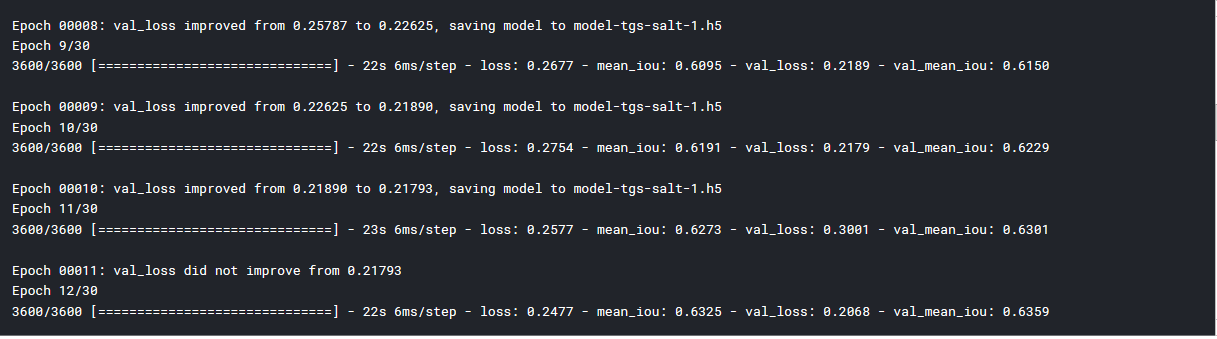 Epoch 00008: val_loss improved from 0.25787 to 0.22625, saving model to model-tgs-salt-1.h5
Epoch 9/30
3600/3600 [==============================] - 22s 6ms/step - loss: 0.2677 - mean_iou: 0.6095 - val_loss: 0.2189 - val_mean_iou: 0.6150
Epoch 00009: val_loss improved from 0.22625 to 0.21890, saving model to model-tgs-salt-1.h5
Epoch 10/30
3600/3600 [==============================] - 22s 6ms/step - loss: 0.2754 - mean_iou: 0.6191 - val_loss: 0.2179 - val_mean_iou: 0.6229
Epoch 00010: val_loss improved from 0.21890 to 0.21793, saving model to model-tgs-salt-1.h5
Epoch 11/30
3600/3600 [==============================] - 23s 6ms/step - loss: 0.2577 - mean_iou: 0.6273 - val_loss: 0.3001 - val_mean_iou: 0.6301
Epoch 00011: val_loss did not improve from 0.21793
Epoch 12/30
3600/3600 [==============================] - 22s 6ms/step - loss: 0.2477 - mean_iou: 0.6325 - val_loss: 0.2068 - val_mean_iou: 0.6359